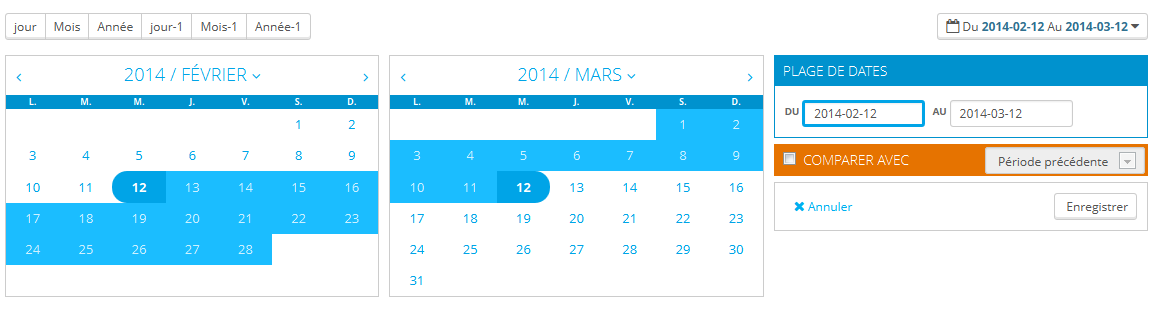 jour Mois Année jour-1 Mois-1 Année-1
Du 2014-02-12 Au 2014-03-12
2014 / FÉVRIER
L. M. M. J. V. S. D.
1 2
3 4 5 6 7 8 9
10 11 12 13 14 15 16
17 18 19 20 21 22 23
24 25 26 27 28
2014 / MARS
L. M. M. J. V. S. D.
1 2
3 4 5 6 7 8 9
10 11 12 13 14 15 16
17 18 19 20 21 22 23
24 25 26 27 28 29 30
31
PLAGE DE DATES
DU 2014-02-12 AU 2014-03-12
COMPARER AVEC Période précédente
Annuler Enregistrer